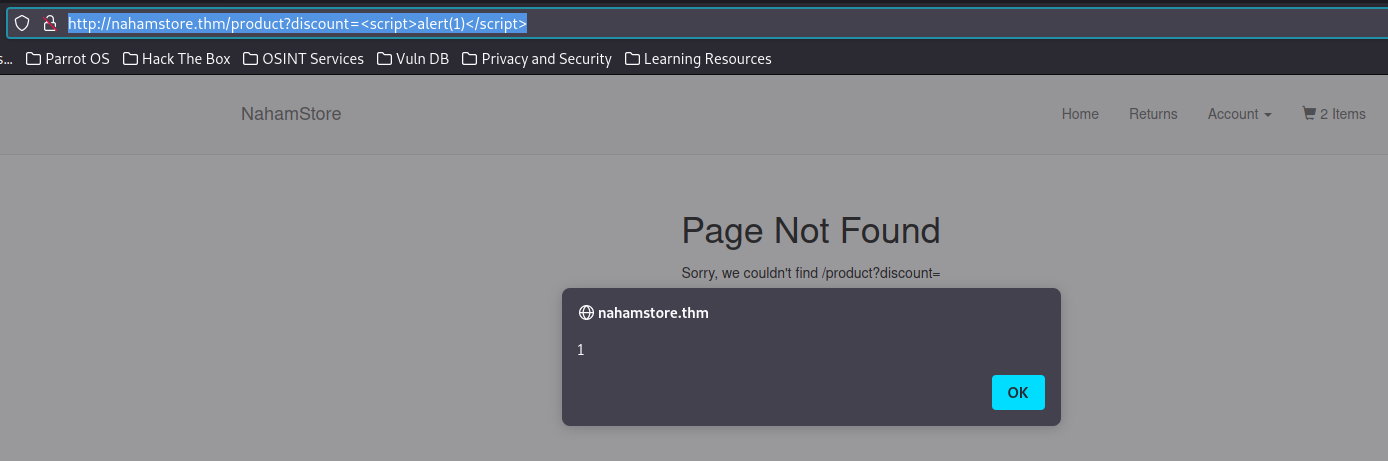 http://nahamstore.thm/product?discount=<script>alert(1)</script>
s... Parrot OS Hack The Box OSINT Services Vuln DB Privacy and Security Learning Resources
NahamStore Home Returns Account 2 Items
Page Not Found
Sorry, we couldn't find /product?discount=
nahamstore.thm
1
OK